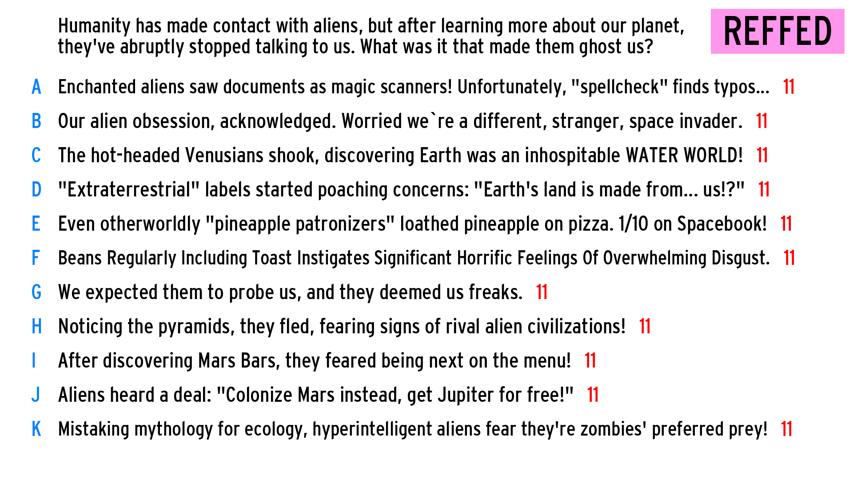 Humanity has made contact with aliens, but after learning more about our planet,
they've abruptly stopped talking to us. What was it that made them ghost us?
REFFED
A Enchanted aliens saw documents as magic scanners! Unfortunately, "spellcheck" finds typos... 11
B Our alien obsession, acknowledged. Worried we`re a different, stranger, space invader. 11
C The hot-headed Venusians shook, discovering Earth was an inhospitable WATER WORLD! 11
D "Extraterrestrial" labels started poaching concerns: "Earth's land is made from... us!?" 11
E Even otherworldly "pineapple patronizers" loathed pineapple on pizza. 1/10 on Spacebook! 11
F Beans Regularly Including Toast Instigates Significant Horrific Feelings Of Overwhelming Disgust. 11
G We expected them to probe us, and they deemed us freaks. 11
H Noticing the pyramids, they fled, fearing signs of rival alien civilizations! 11
I After discovering Mars Bars, they feared being next on the menu! 11
J Aliens heard a deal: "Colonize Mars instead, get Jupiter for free!" 11
K Mistaking mythology for ecology, hyperintelligent aliens fear they're zombies' preferred prey! 11